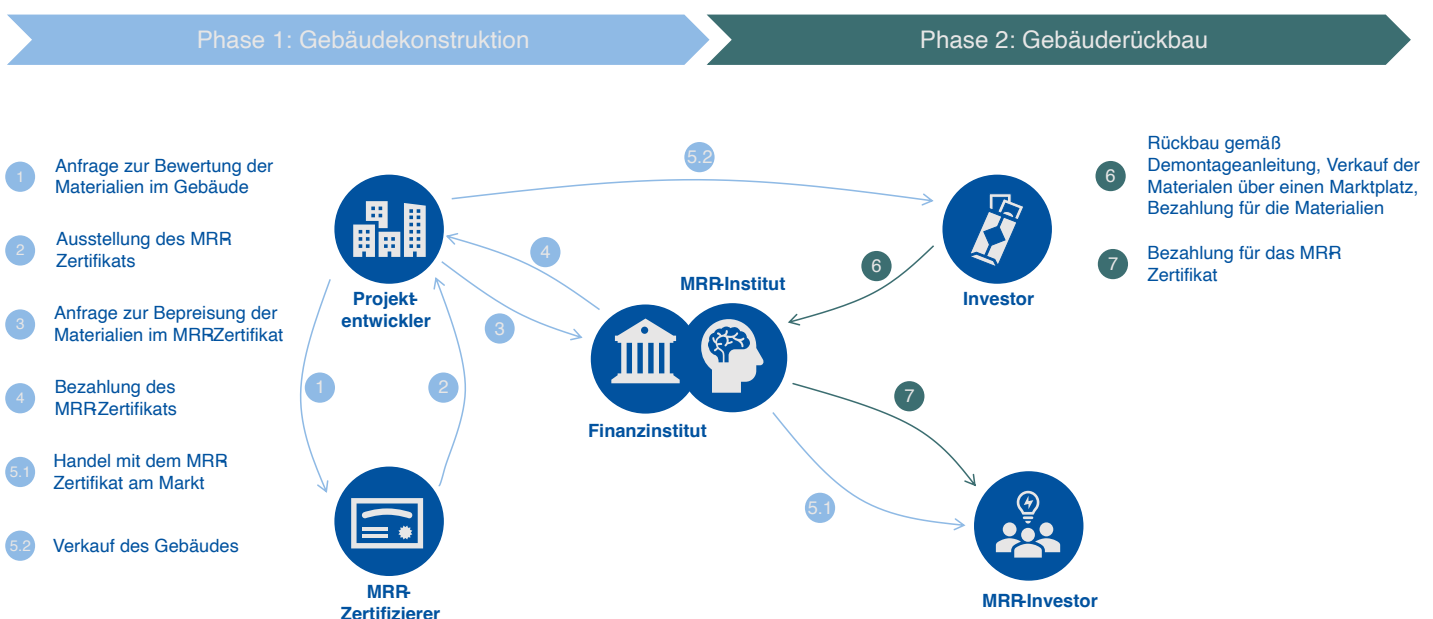 Phase 1: Gebäudekonstruktion
Phase 2: Gebäuderückbau
1
Anfrage zur Bewertung der
Materialien im Gebäude
2
Ausstellung des MRR-
Zertifikats
3
Anfrage zur Bepreisung der
Materialien im MRR-Zertifikat
4
Bezahlung des
MRR-Zertifikats
5.1
Handel mit dem MRR-
Zertifikat am Markt
5.2
Verkauf des Gebäudes
5.2
4
3
1
2
6
7
5.1
Projekt-
entwickler
MRR-Institut
Finanzinstitut
Investor
MRR-
Zertifizierer
MRR-Investor
6
Rückbau gemäß
Demontageanleitung, Verkauf der
Materialen über einen Marktplatz,
Bezahlung für die Materialien
7
Bezahlung für das MRR-
Zertifikat